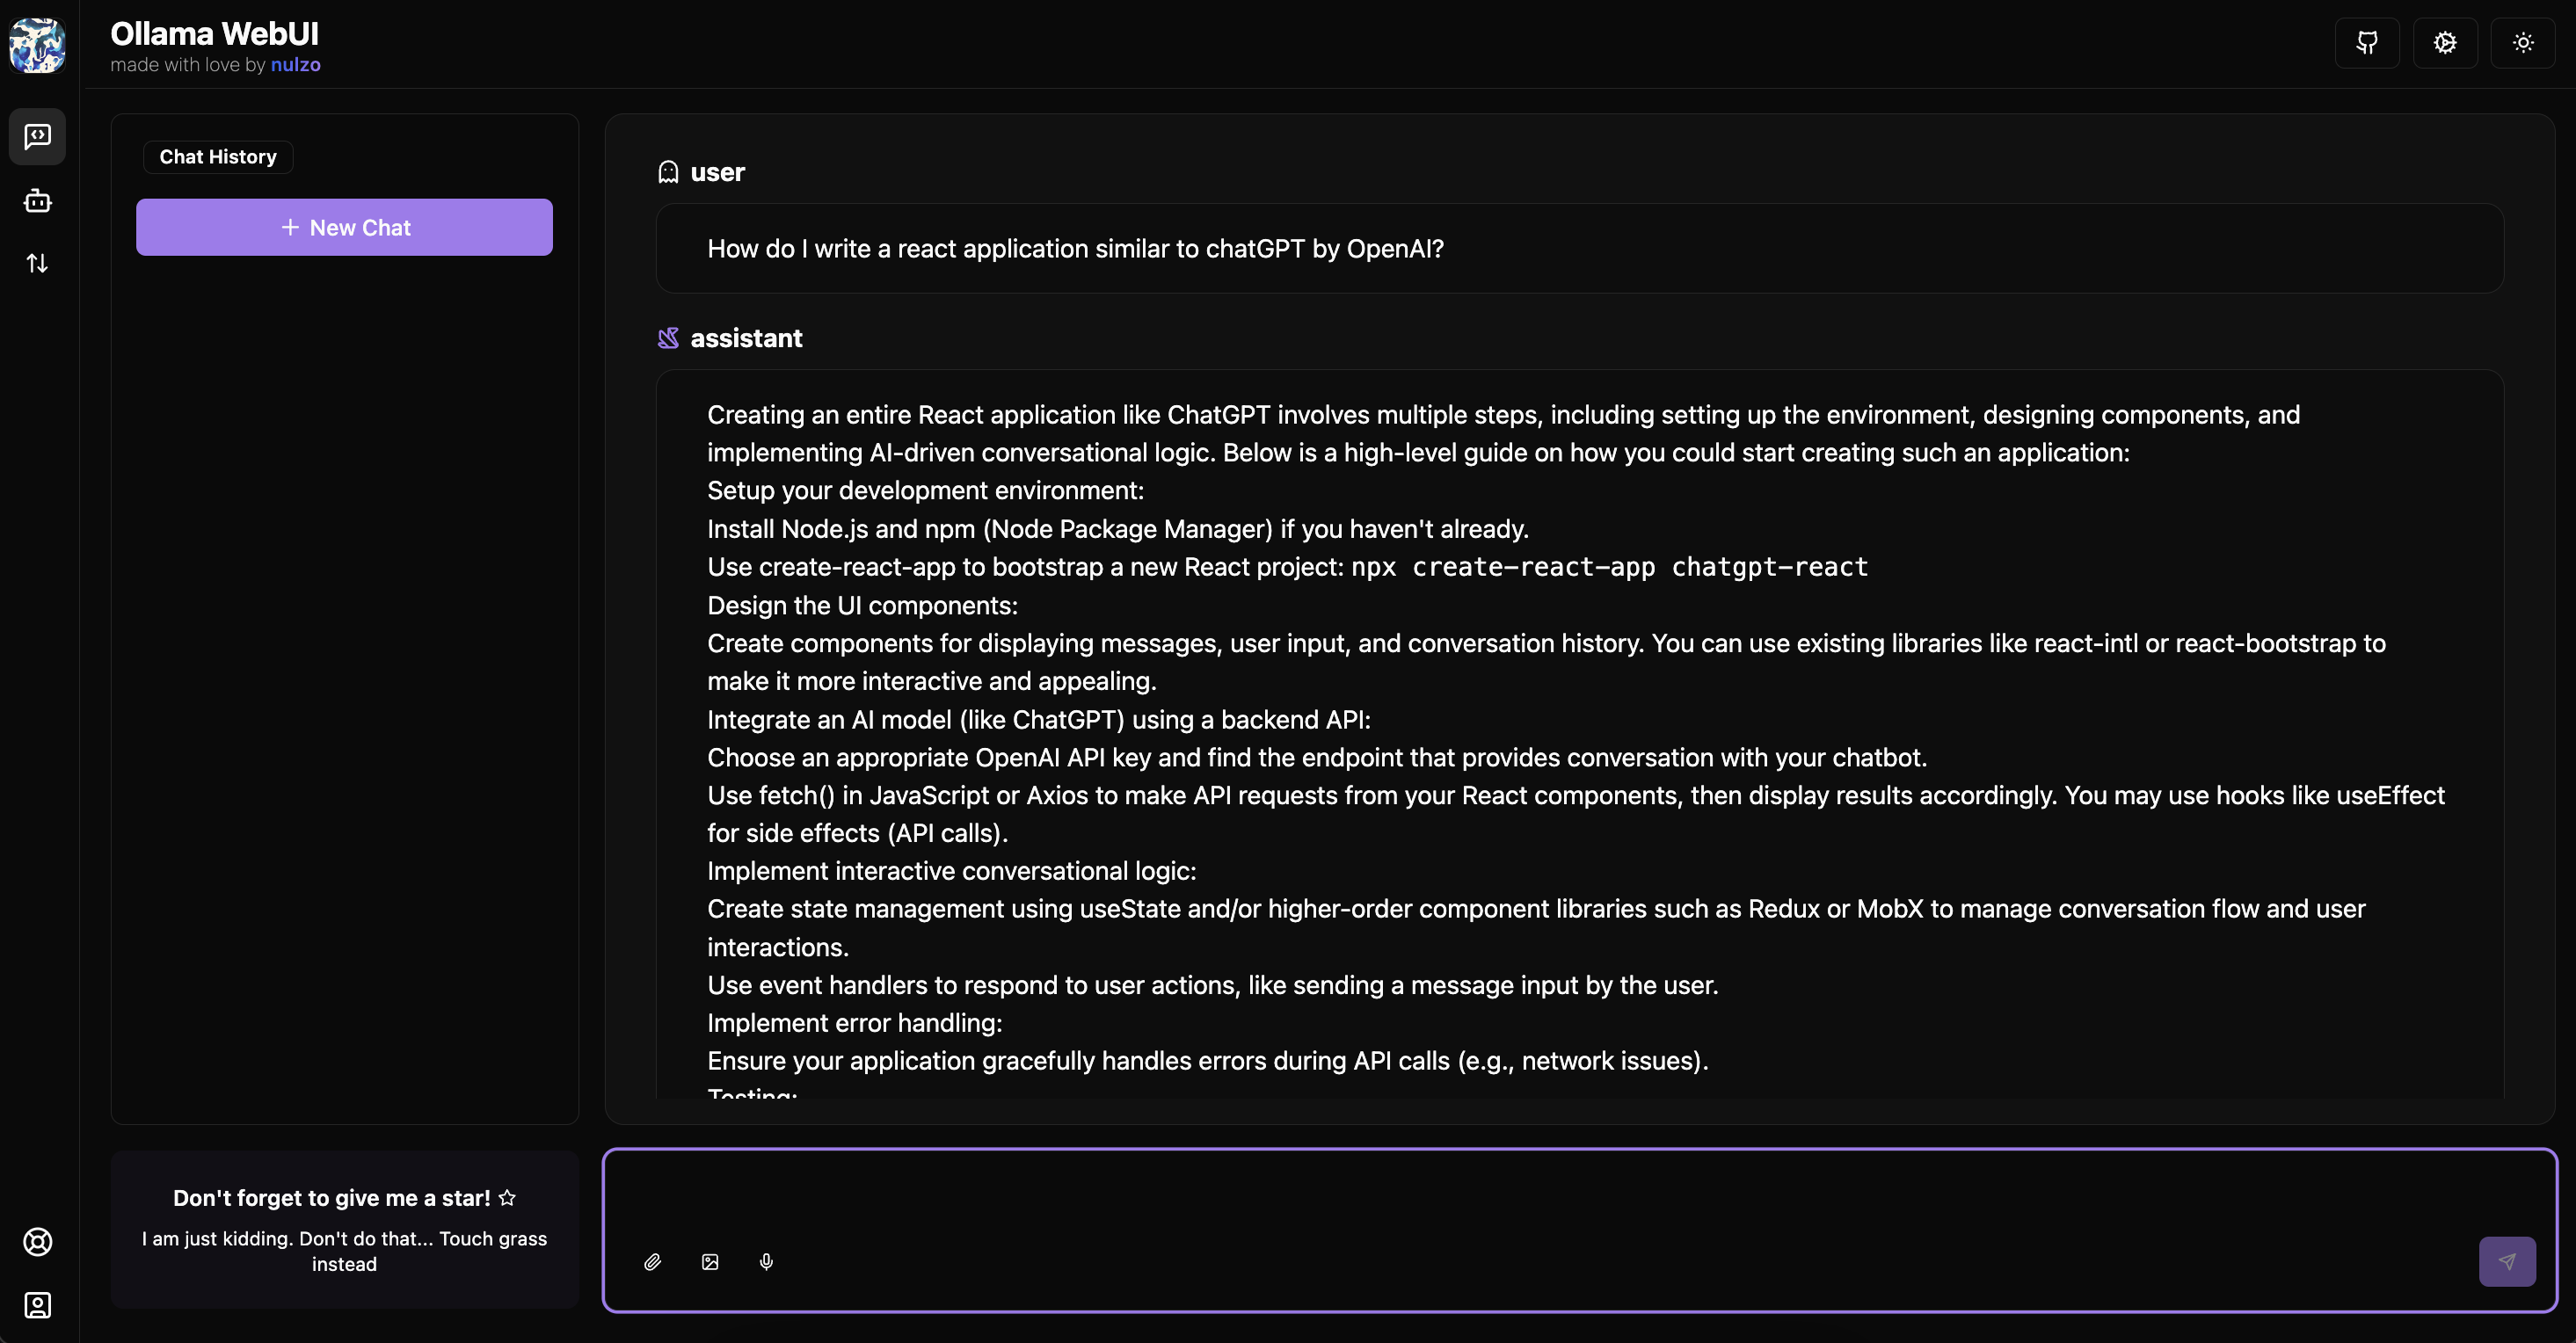 Ollama WebUI
made with love by nulzo
Chat History
New Chat
user
How do I write a react application similar to chatGPT by OpenAI?
assistant
Creating an entire React application like ChatGPT involves multiple steps, including setting up the environment, designing components, and
implementing AI-driven conversational logic. Below is a high-level guide on how you could start creating such an application:
Setup your development environment:
Install Node.js and npm (Node Package Manager) if you haven't already.
Use create-react-app to bootstrap a new React project: npx create-react-app chatgpt-react
Design the UI components:
Create components for displaying messages, user input, and conversation history. You can use existing libraries like react-intl or react-bootstrap to
make it more interactive and appealing.
Integrate an AI model (like ChatGPT) using a backend API:
Choose an appropriate OpenAI API key and find the endpoint that provides conversation with your chatbot.
Use fetch() in JavaScript or Axios to make API requests from your React components, then display results accordingly. You may use hooks like useEffect
for side effects (API calls).
Implement interactive conversational logic:
Create state management using useState and/or higher-order component libraries such as Redux or MobX to manage conversation flow and user
interactions.
Use event handlers to respond to user actions, like sending a message input by the user.
Implement error handling:
Ensure your application gracefully handles errors during API calls (e.g., network issues).
Testing:
Don't forget to give me a star!
I am just kidding. Don't do that... Touch grass
instead